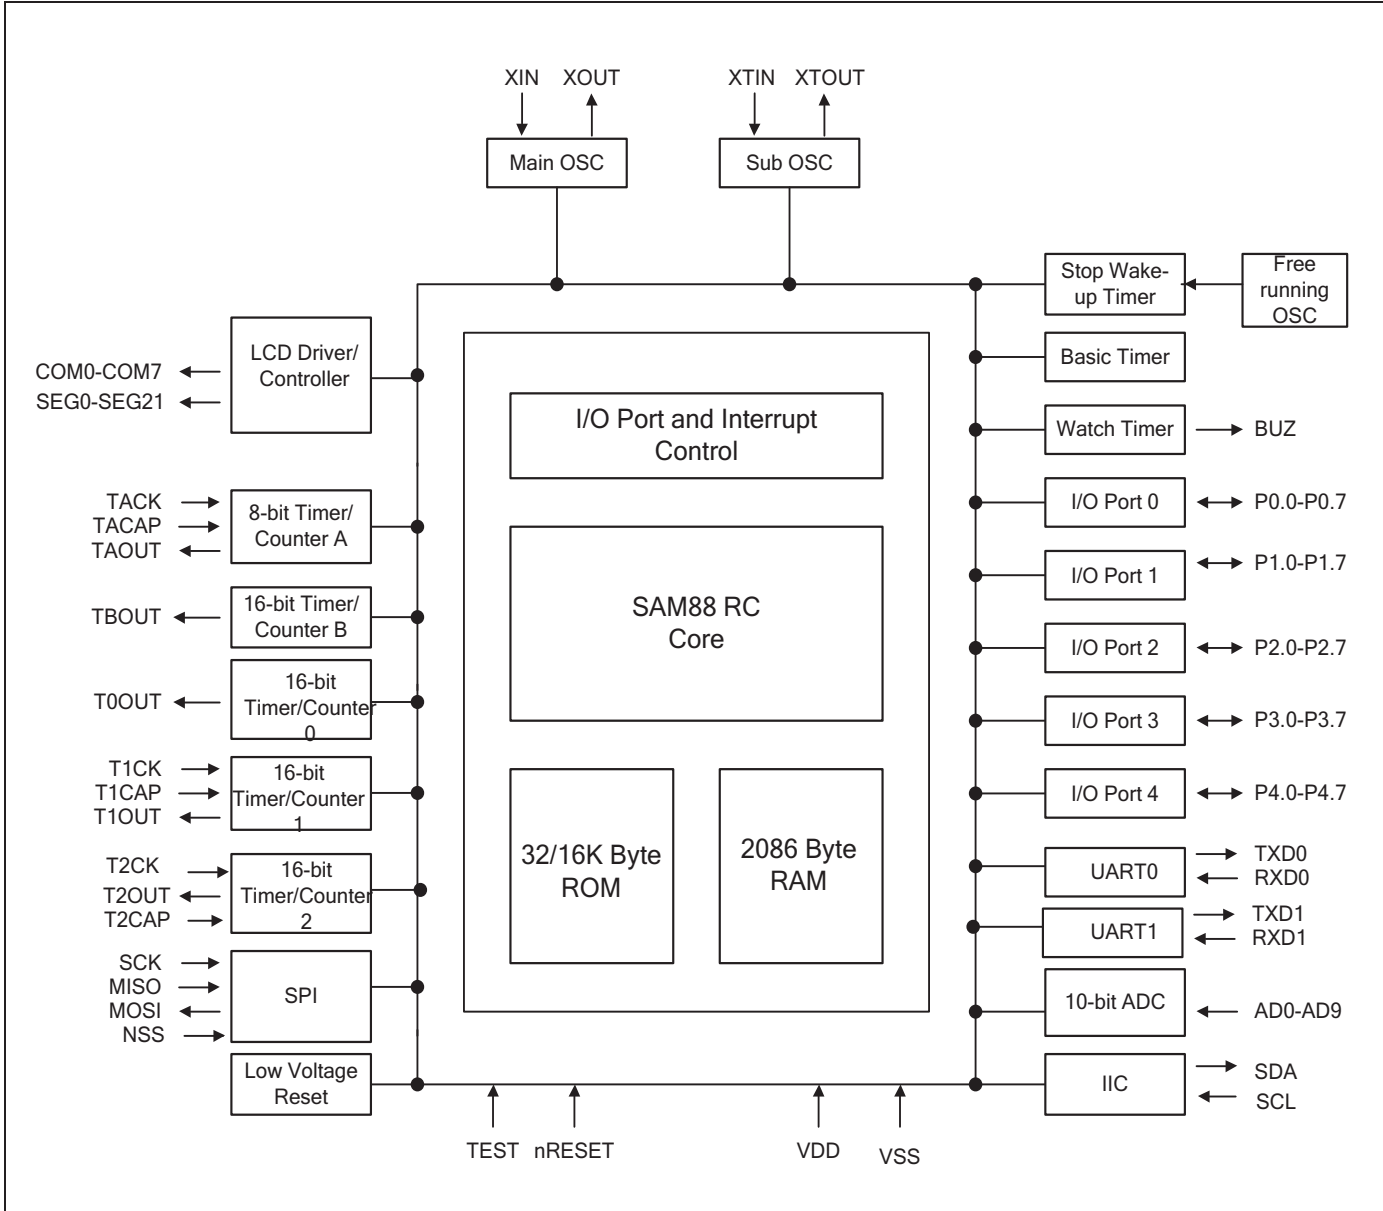 XIN XOUT XTIN XTOUT
Main OSC
Sub OSC
Stop Wake-
up Timer
Free
running
OSC
LCD Driver/
Controller
COM0-COM7
SEG0-SEG21
Basic Timer
Watch Timer
BUZ
I/O Port and Interrupt
Control
TACK
TACAP
TAOUT
8-bit Timer/
Counter A
I/O Port 0
P0.0-P0.7
I/O Port 1
P1.0-P1.7
TBOUT
16-bit Timer/
Counter B
SAM88 RC
Core
I/O Port 2
P2.0-P2.7
T0OUT
16-bit
Timer/Counter
0
I/O Port 3
P3.0-P3.7
T1CK
T1CAP
T1OUT
16-bit
Timer/Counter
1
I/O Port 4
P4.0-P4.7
32/16K Byte
ROM
2086 Byte
RAM
T2CK
T2OUT
T2CAP
16-bit
Timer/Counter
2
UART0
TXD0
RXD0
UART1
TXD1
RXD1
SCK
MISO
MOSI
NSS
SPI
10-bit ADC
AD0-AD9
Low Voltage
Reset
IIC
SDA
SCL
TEST nRESET VDD VSS